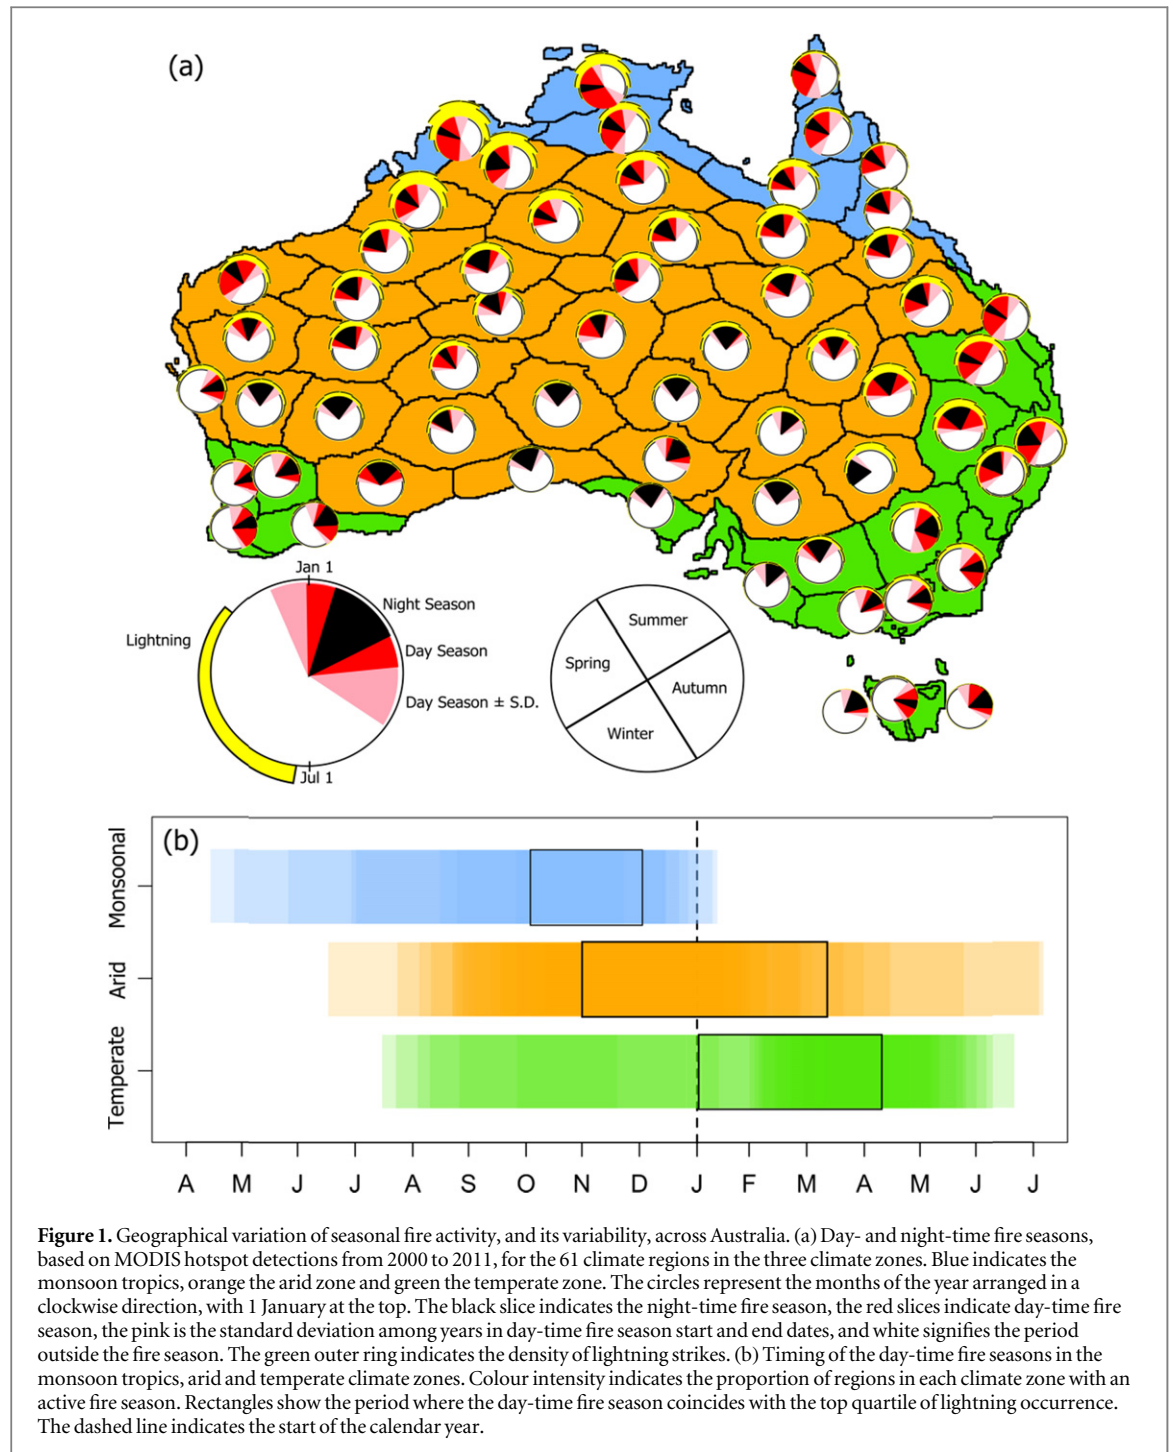 (a)
Jan 1
Night Season
Lightning
Day Season
Day Season ± S.D.
Jul 1
Summer
Spring
Autumn
Winter
(b)
Monsoonal
Arid
Temperate
A M J J A S O N D J F M A M J J
Figure 1. Geographical variation of seasonal fire activity, and its variability, across Australia. (a) Day- and night-time fire seasons,
based on MODIS hotspot detections from 2000 to 2011, for the 61 climate regions in the three climate zones. Blue indicates the
monsoon tropics, orange the arid zone and green the temperate zone. The circles represent the months of the year arranged in a
clockwise direction, with 1 January at the top. The black slice indicates the night-time fire season, the red slices indicate day-time fire
season, the pink is the standard deviation among years in day-time fire season start and end dates, and white signifies the period
outside the fire season. The green outer ring indicates the density of lightning strikes. (b) Timing of the day-time fire seasons in the
monsoon tropics, arid and temperate climate zones. Colour intensity indicates the proportion of regions in each climate zone with an
active fire season. Rectangles show the period where the day-time fire season coincides with the top quartile of lightning occurrence.
The dashed line indicates the start of the calendar year.